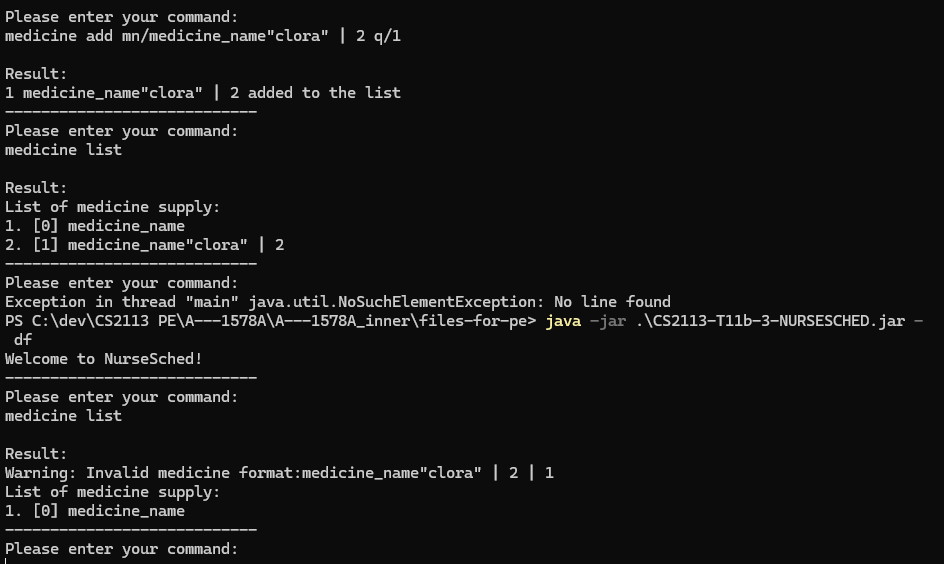 Please enter your command:
medicine add mn/medicine_name"clora" | 2 q/1
Result:
1 medicine_name"clora" | 2 added to the list
----------------------------
Please enter your command:
medicine list
Result:
List of medicine supply:
1. [0] medicine_name
2. [1] medicine_name"clora" | 2
----------------------------
Please enter your command:
Exception in thread "main" java.util.NoSuchElementException: No line found
PS C:\dev\CS2113 PE\A---1578A\A---1578A_inner\files-for-pe> java -jar .\CS2113-T11b-3-NURSESCHED.jar -
df
Welcome to NurseSched!
----------------------------
Please enter your command:
medicine list
Result:
Warning: Invalid medicine format:medicine_name"clora" | 2 | 1
List of medicine supply:
1. [0] medicine_name
----------------------------
Please enter your command: